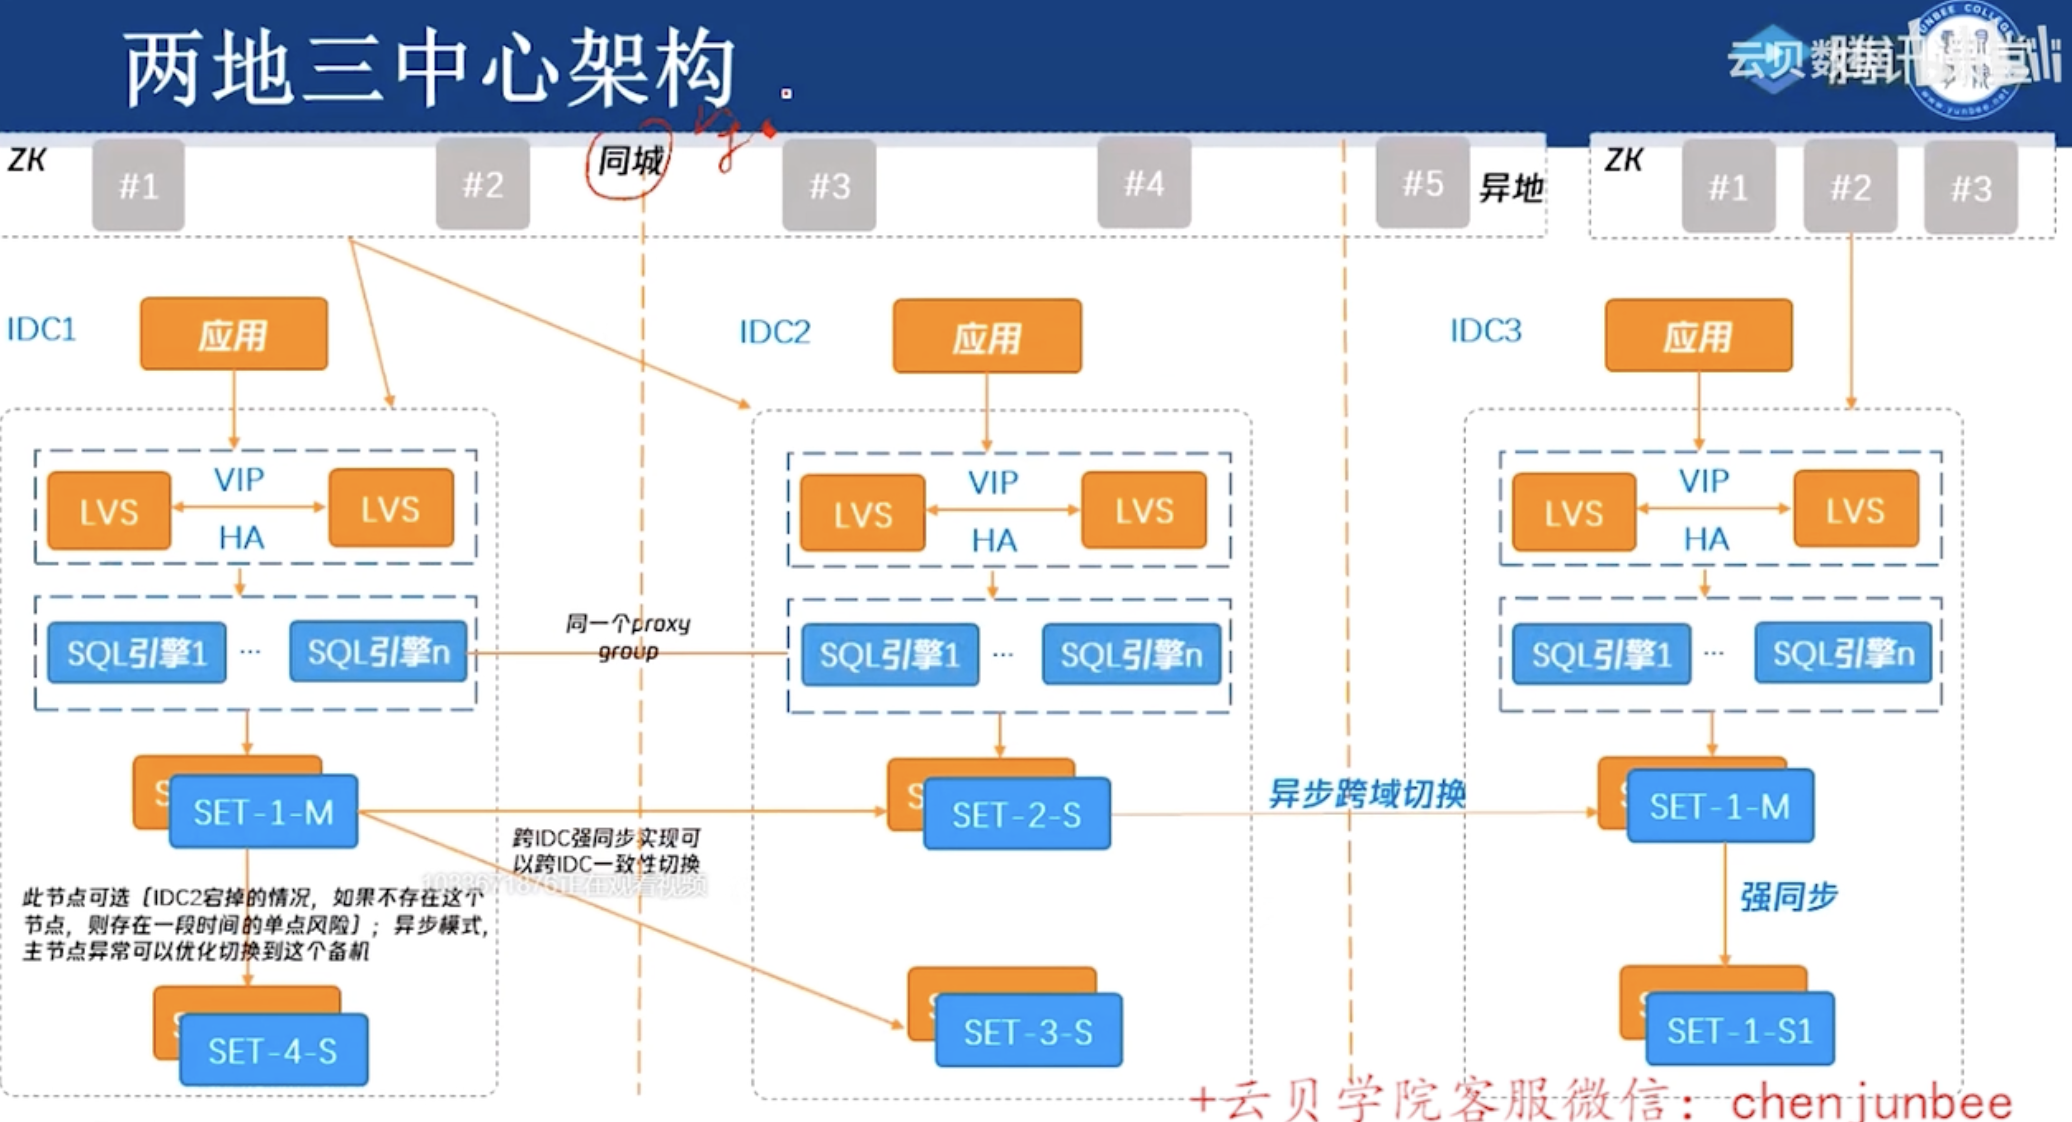 两地三中心架构
云贝
ZK
#1
#2
同城
#3
#4
#5
异地
ZK
#1
#2
#3
IDC1
应用
IDC2
应用
IDC3
应用
LVS
VIP
HA
LVS
LVS
VIP
HA
LVS
LVS
VIP
HA
LVS
SQL引擎1
...
SQL引擎n
同一个proxy
group
SQL引擎1
...
SQL引擎n
SQL引擎1
...
SQL引擎n
SET-1-M
SET-2-S
异步跨域切换
SET-1-M
跨IDC强同步实现可
以跨IDC一致性切换
正在观看视频
此节点可选［IDC2宕掉的情况，如果不存在这个
节点，则存在一段时间的单点风险］；异步模式，
主节点异常可以优化切换到这个备机
强同步
SET-4-S
SET-3-S
SET-1-S1
+云贝学院客服微信：chenjunbee